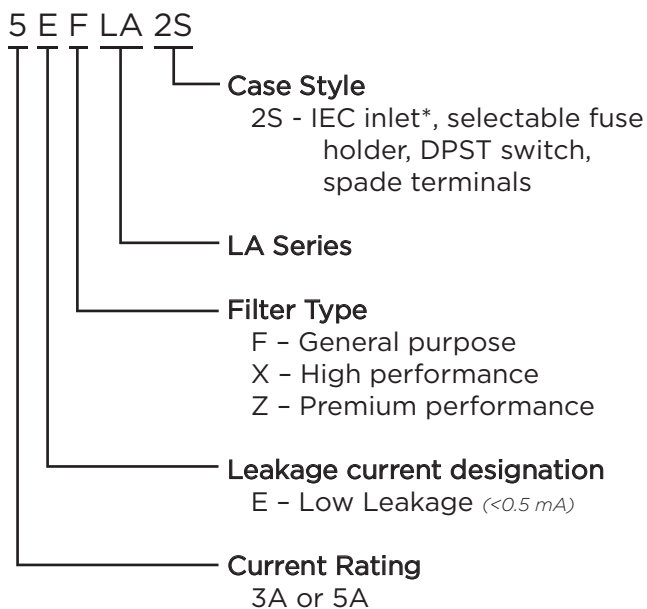 5 E F LA 2S
Case Style
2S - IEC inlet*, selectable fuse
holder, DPST switch,
spade terminals
LA Series
Filter Type
F – General purpose
X – High performance
Z – Premium performance
Leakage current designation
E – Low Leakage (<0.5 mA)
Current Rating
3A or 5A